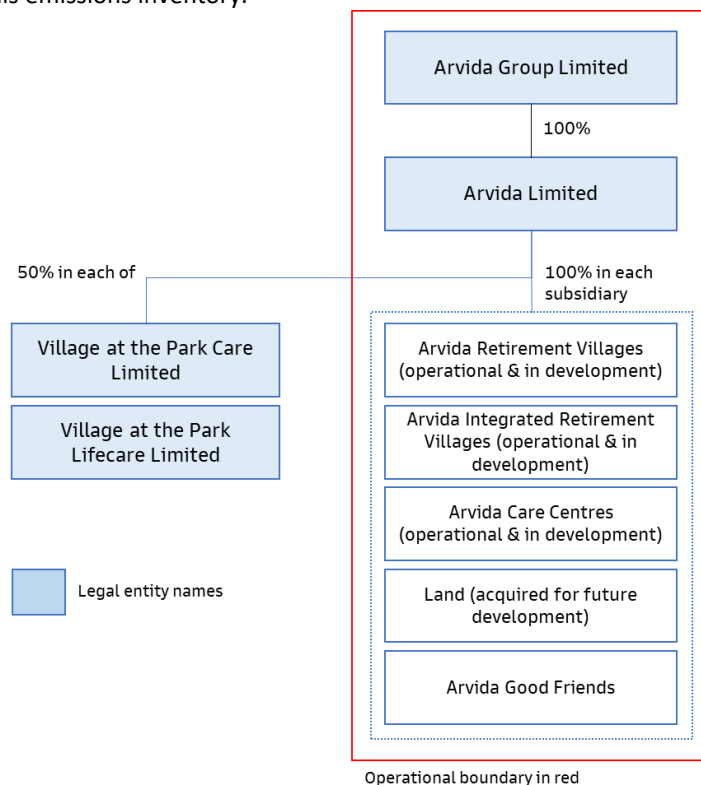 is emissions inventory.
Arvida Group Limited
100%
Arvida Limited
50% in each of
100% in each
subsidiary
Village at the Park Care
Limited
Village at the Park
Lifecare Limited
Arvida Retirement Villages
(operational & in development)
Arvida Integrated Retirement
Villages (operational & in
development)
Arvida Care Centres
(operational & in development)
Land (acquired for future
development)
Arvida Good Friends
Legal entity names
Operational boundary in red